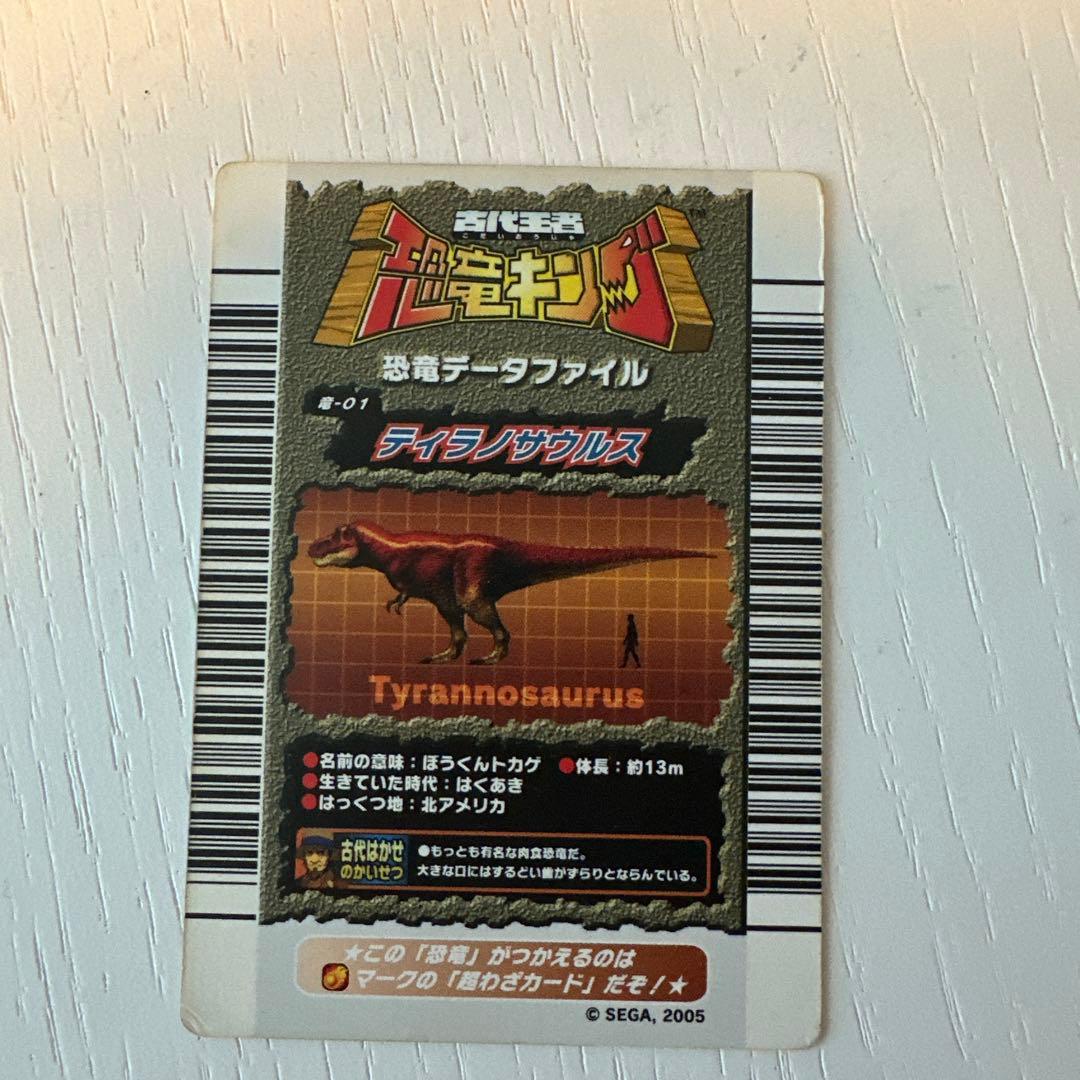 古代王者
こだいおうじゃ
恐竜キング
TM
恐竜データファイル
竜-01
ティラノサウルス
Tyrannosaurus
●名前の意味：ぼうくんトカゲ ●体長：約13m
●生きていた時代：はくあき
●はっくつ地：北アメリカ
古代はかせ
のかいせつ
●もっとも有名な肉食恐竜だ。
大きな口にはするどい歯がずらりとならんでいる。
★この「恐竜」がつかえるのは
マークの「超わざカード」だぞ！★
© SEGA, 2005